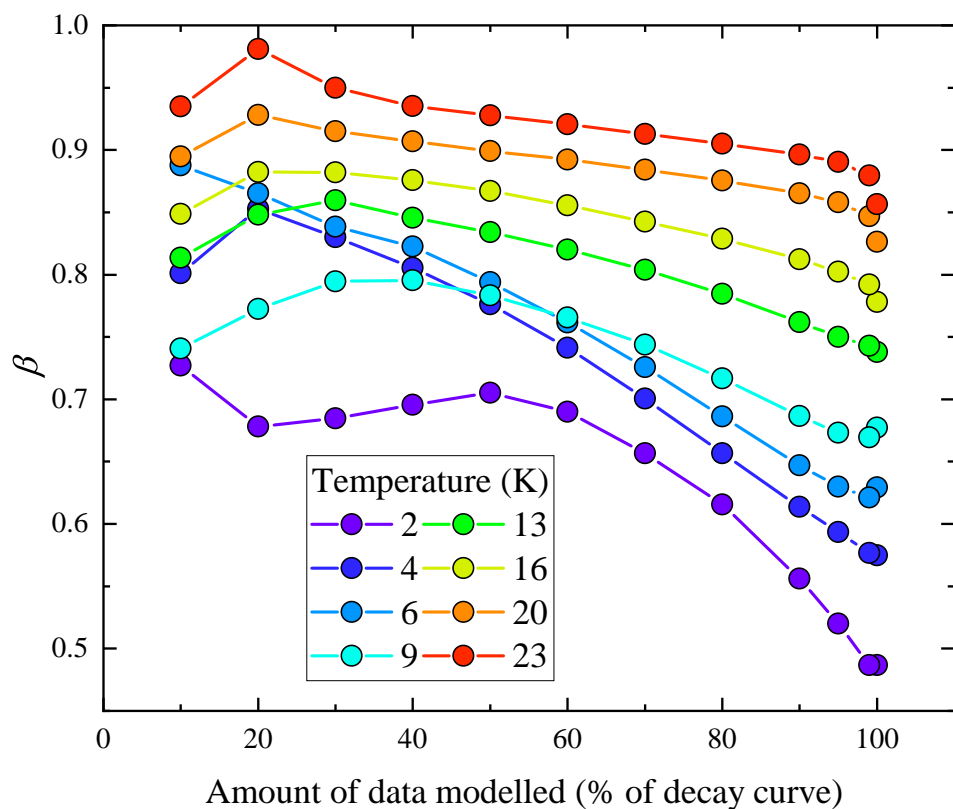 1.0
0.9
0.8
0.7
0.6
0.5
β
Temperature (K)
2 13
4 16
6 20
9 23
0 20 40 60 80 100
Amount of data modelled (% of decay curve)